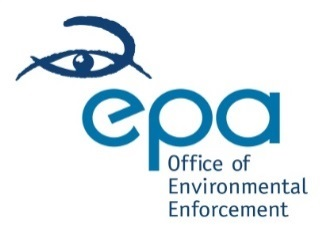 epa
Office of
Environmental
Enforcement